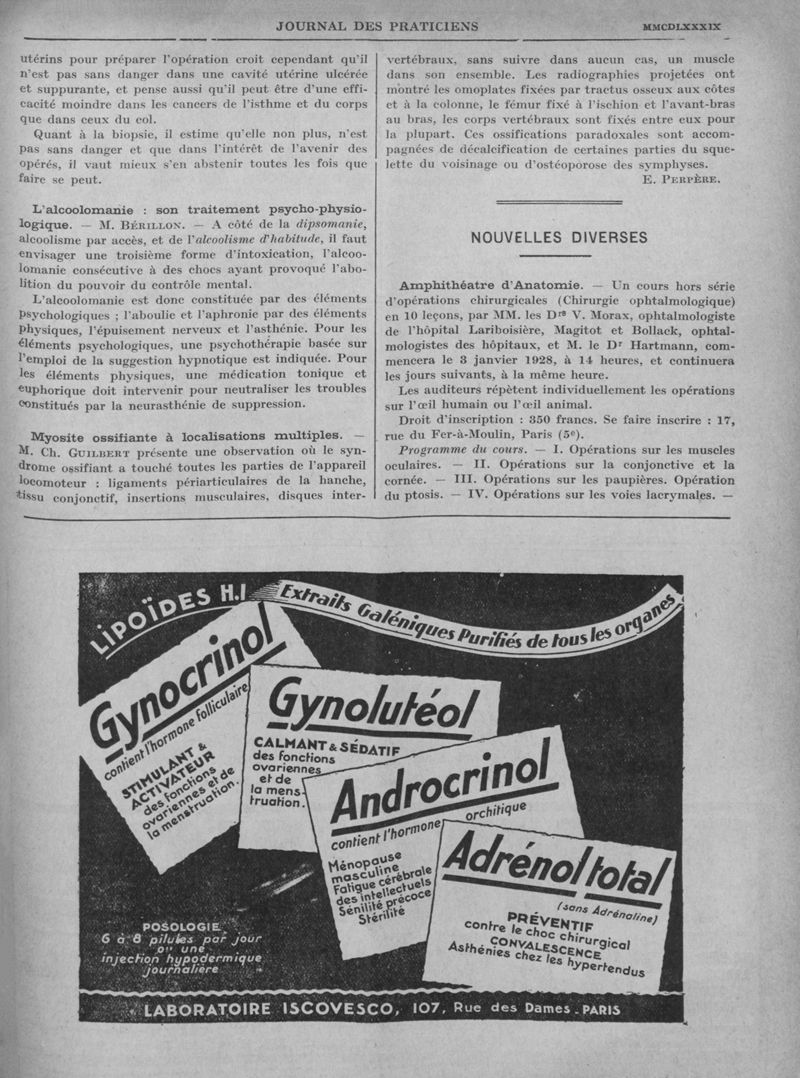 JOURNAL DES PRATICIENS
MMCDLXXXIX
utérins pour préparer l'opération croit cependant qu'il
n'est pas sans danger dans une cavité utérine ulcérée
et suppurante, et pense aussi qu'il peut être d'une effi-
cacité moindre dans les cancers de l'isthme et du corps
que dans ceux du col.
Quant à la biopsie, il estime qu'elle non plus, n'est
pas sans danger et que dans l'intérêt de l'avenir des
opérés, il vaut mieux s'en abstenir toutes les fois que
faire se peut.
L'alcoolomanie : son traitement psycho-physio-
logique. — M. BÉRILLON. — A côté de la dipsomanie,
alcoolisme par accès, et de l'alcoolisme d'habitude, il faut
envisager une troisième forme d'intoxication, l'alcoo-
lomanie consécutive à des chocs ayant provoqué l'abo-
lition du pouvoir du contrôle mental.
L'alcoolomanie est donc constituée par des éléments
psychologiques ; l'aboulie et l'aphronie par des éléments
physiques, l'épuisement nerveux et l'asthénie. Pour les
éléments psychologiques, une psychothérapie basée sur
l'emploi de la suggestion hypnotique est indiquée. Pour
les éléments physiques, une médication tonique et
euphorique doit intervenir pour neutraliser les troubles
constitués par la neurasthénie de suppression.
Myosite ossifiante à localisations multiples. —
M. Ch. GUILBERT présente une observation où le syn-
drome ossifiant a touché toutes les parties de l'appareil
locomoteur : ligaments périarticulaires de la hanche,
tissu conjonctif, insertions musculaires, disques inter-
vertébraux, sans suivre dans aucun cas, un muscle
dans son ensemble. Les radiographies projetées ont
montré les omoplates fixées par tractus osseux aux côtes
et à la colonne, le fémur fixé à l'ischion et l'avant-bras
au bras, les corps vertébraux sont fixés entre eux pour
la plupart. Ces ossifications paradoxales sont accom-
pagnées de décalcification de certaines parties du sque-
lette du voisinage ou d'ostéoporose des symphyses.
E. PERPÈRE.
NOUVELLES DIVERSES
Amphithéatre d'Anatomie. — Un cours hors série
d'opérations chirurgicales (Chirurgie ophtalmologique)
en 10 leçons, par MM. les Drs V. Morax, ophtalmologiste
de l'hôpital Lariboisière, Magitot et Bollack, ophtal-
mologistes des hôpitaux, et M. le Dr Hartmann, com-
mencera le 3 janvier 1928, à 14 heures, et continuera
les jours suivants, à la même heure.
Les auditeurs répètent individuellement les opérations
sur l'œil humain ou l'œil animal.
Droit d'inscription : 350 francs. Se faire inscrire : 17,
rue du Fer-à-Moulin, Paris (5e).
Programme du cours. — I. Opérations sur les muscles
oculaires. — II. Opérations sur la conjonctive et la
cornée. — III. Opérations sur les paupières. Opération
du ptosis. — IV. Opérations sur les voies lacrymales. —
LIPOÏDES H.I
Extraits Galéniques Purifiés de tous les organes
Gynocrinol
contient l'hormone folliculaire
STIMULANT &
ACTIVATEUR
des fonctions
ovariennes et de
la menstruation.
Gynolutéol
CALMANT & SÉDATIF
des fonctions
ovariennes
et de
la mens-
truation.
Androcrinol
contient l'hormone orchitique
Ménopause
masculine
Fatigue cérébrale
des intellectuels
Sénilité précoce
Stérilité
Adrénol total
(sans Adrénaline)
PRÉVENTIF
contre le choc chirurgical
CONVALESCENCE
Asthénies chez les hypertendus
POSOLOGIE
6 à 8 pilules par jour
ou une
injection hypodermique
journalière
LABORATOIRE ISCOVESCO, 107, Rue des Dames - PARIS